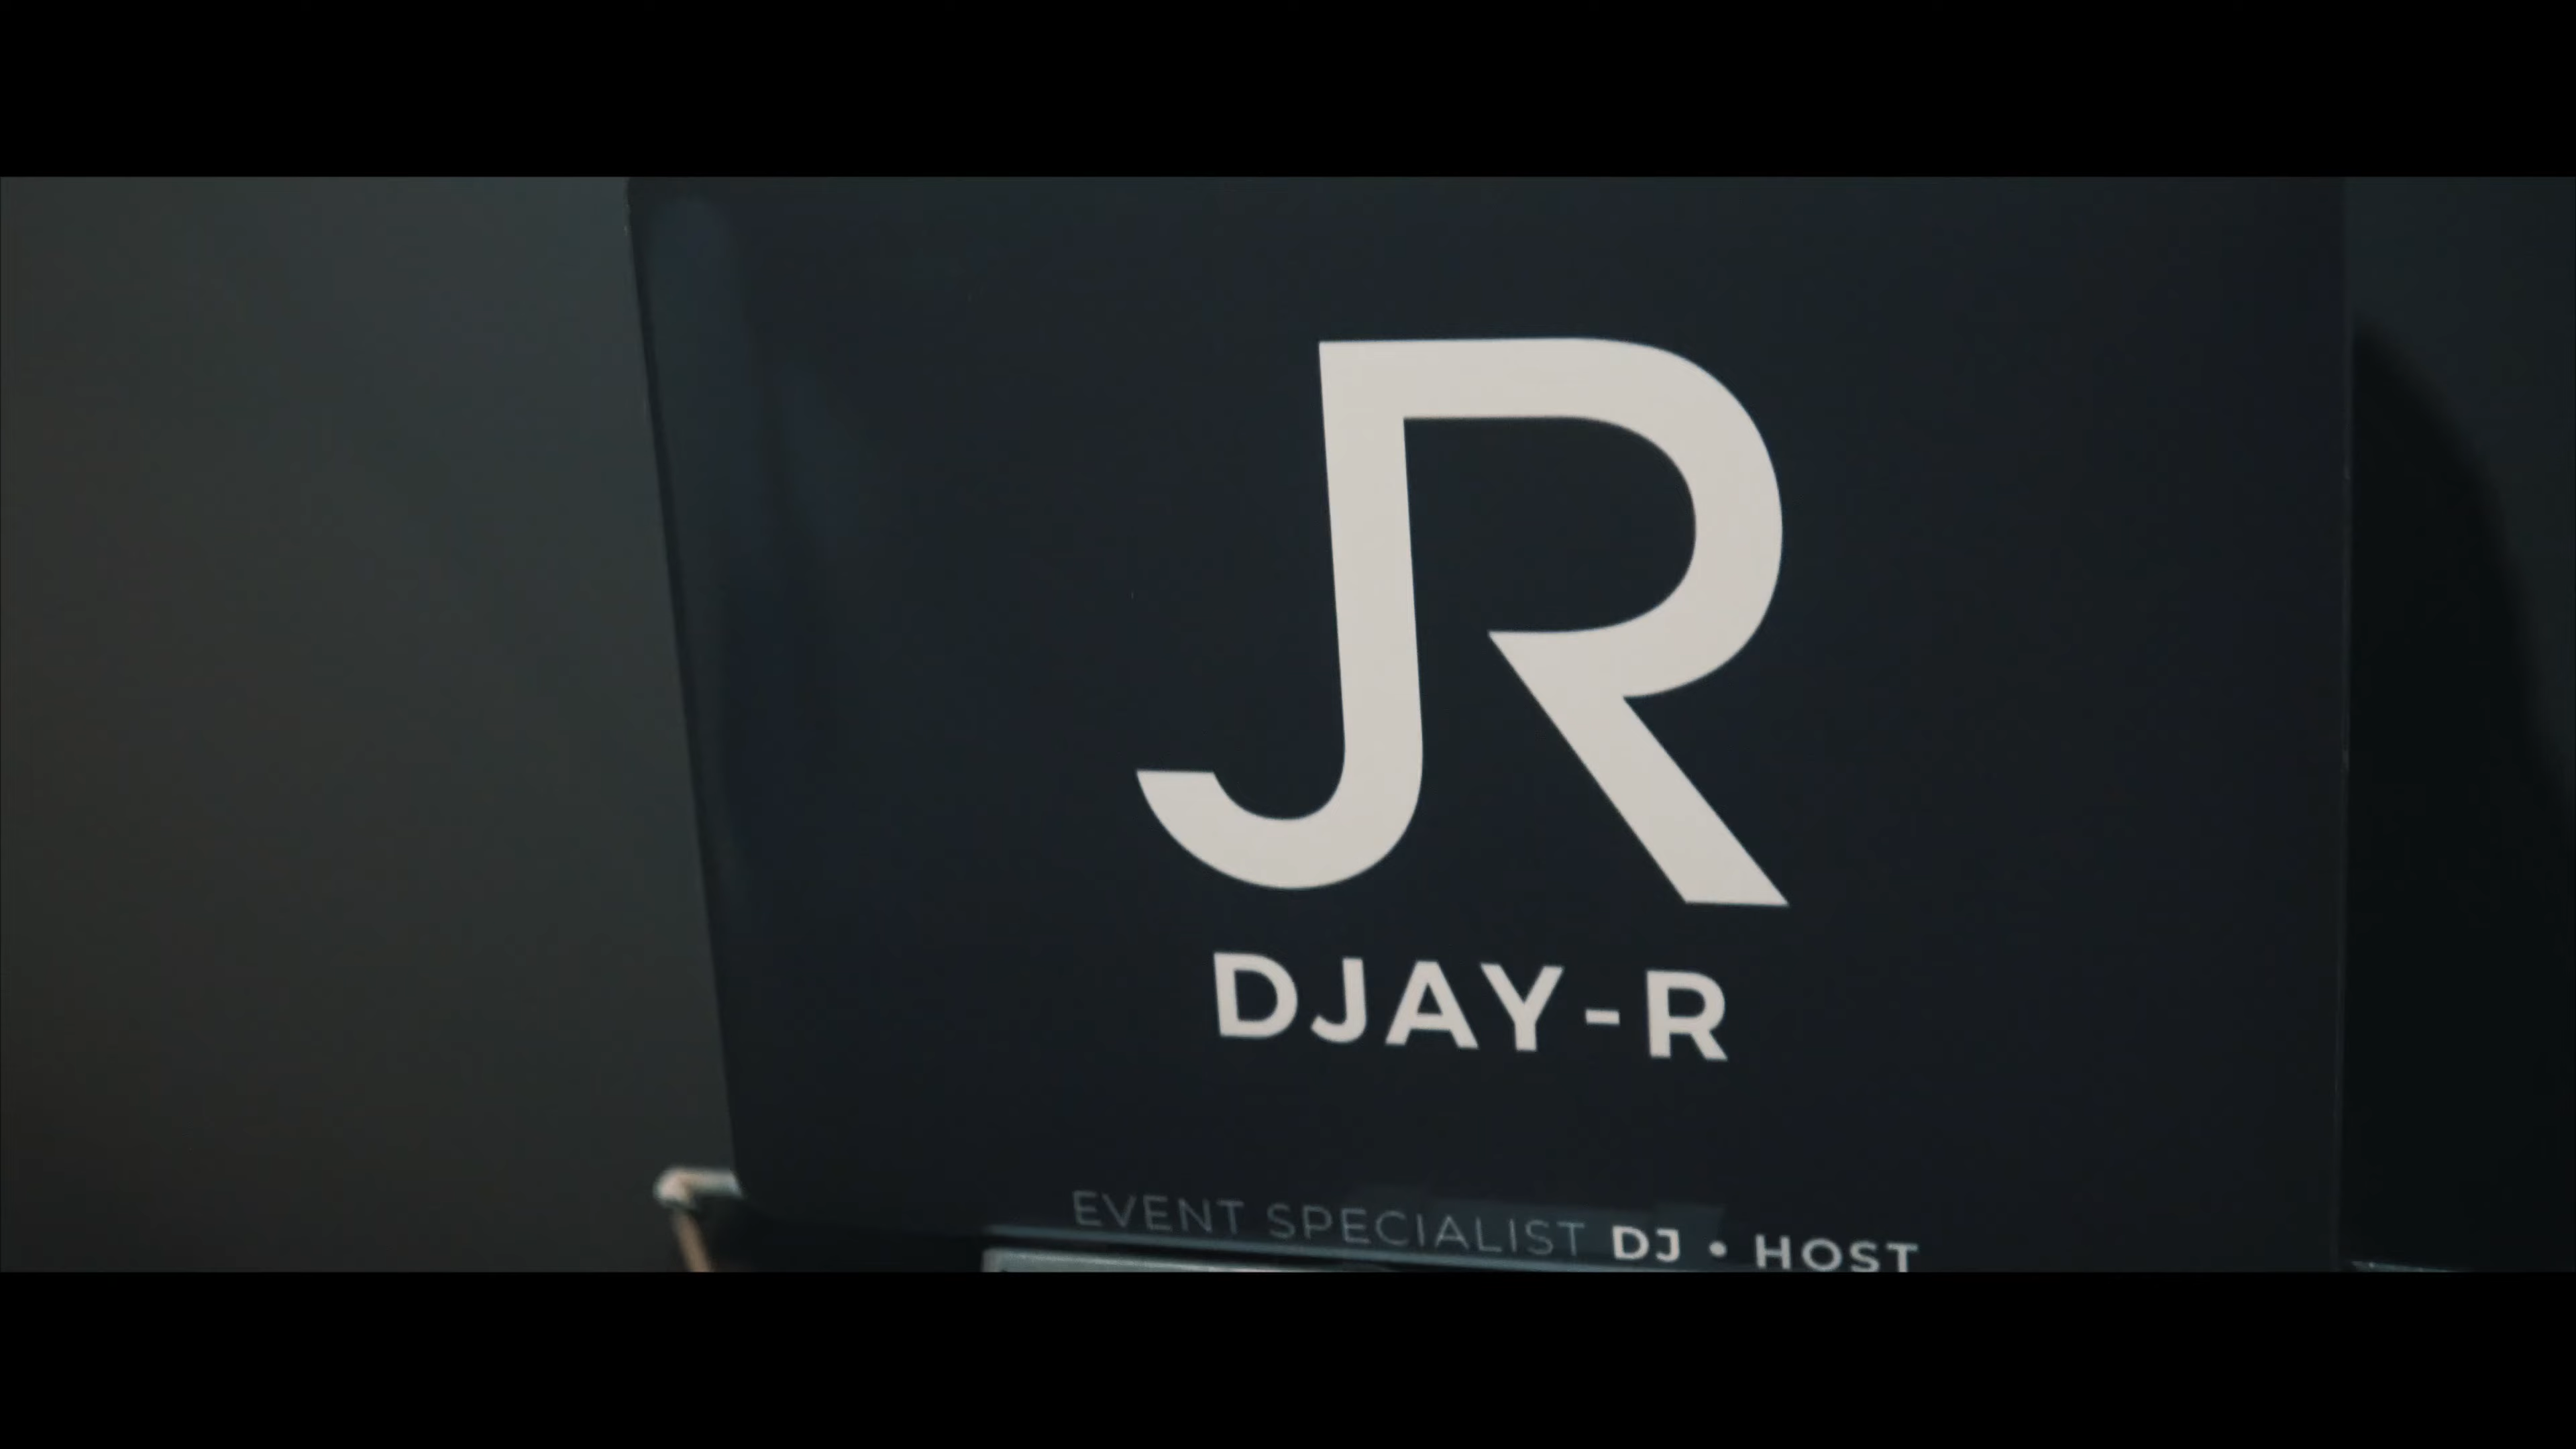 JR
DJAY-R
EVENT SPECIALIST DJ • HOST